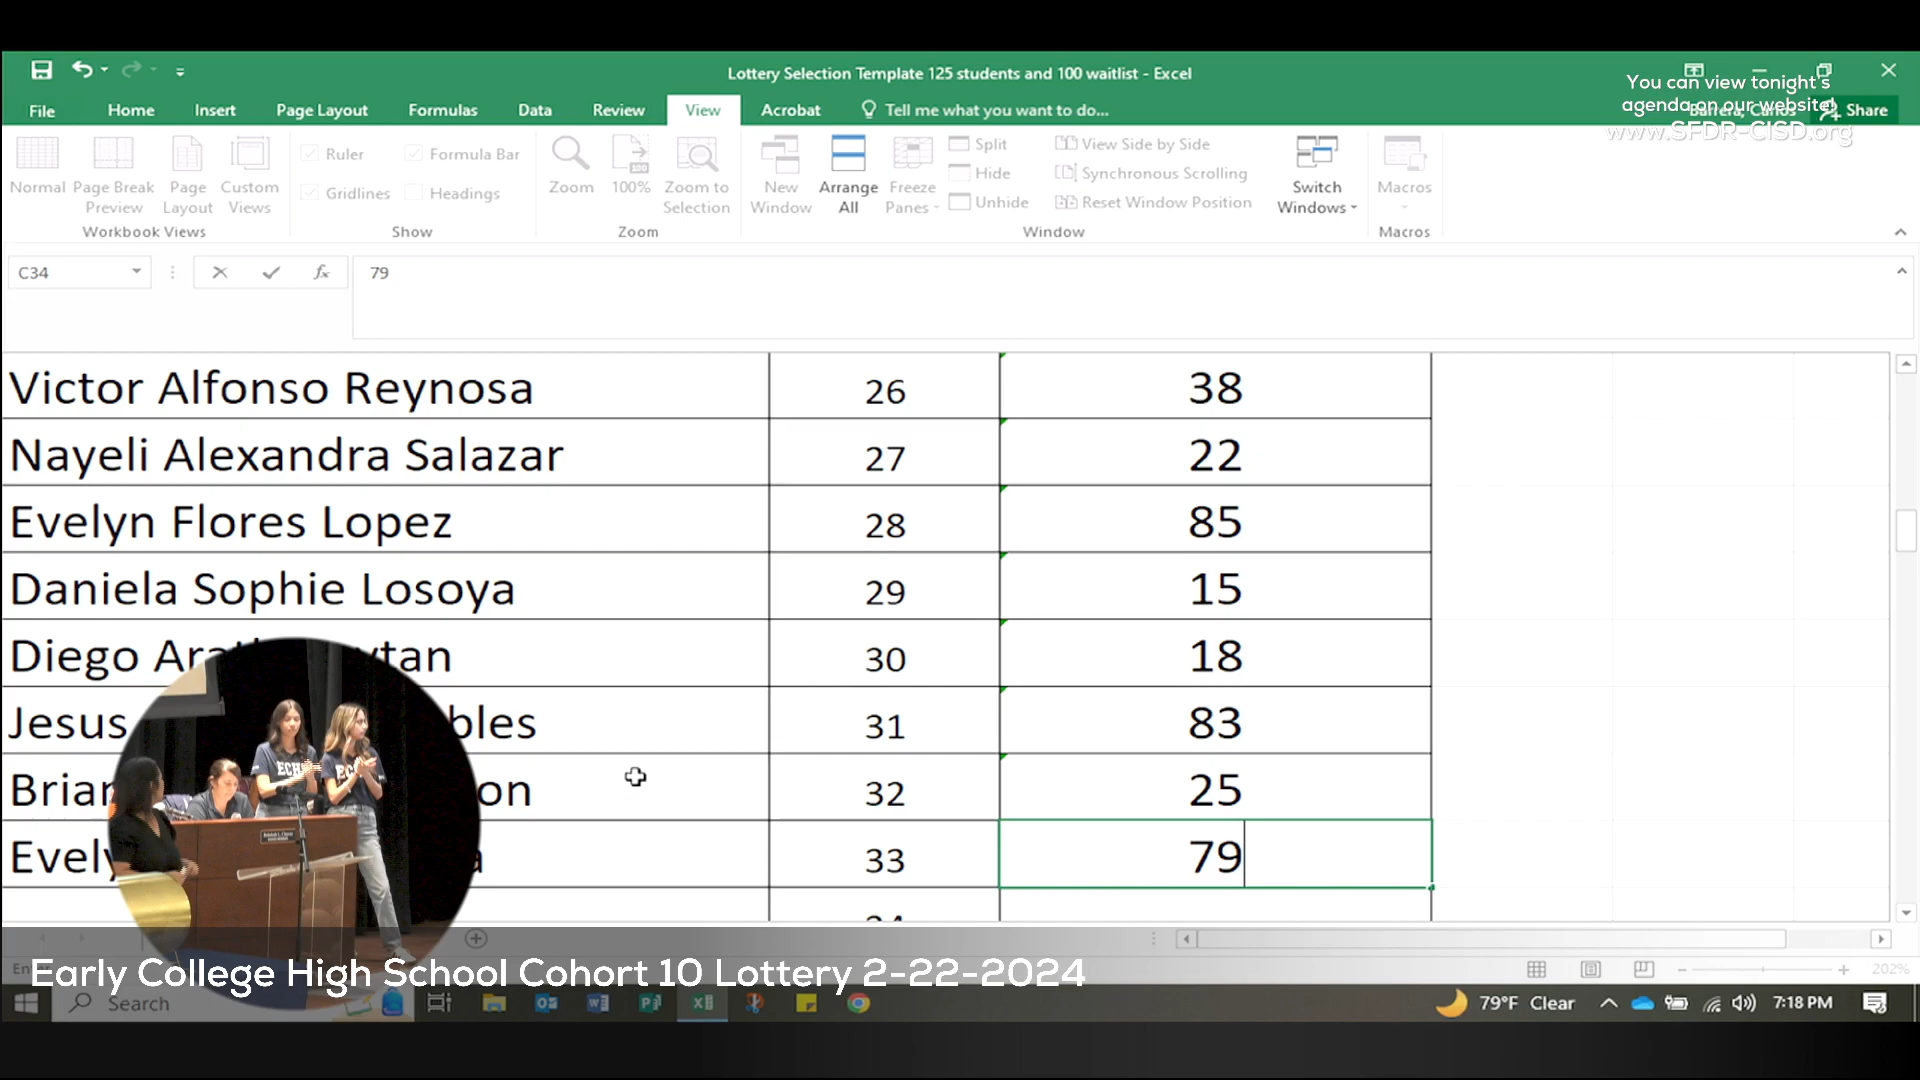 Lottery Selection Template 125 students and 100 waitlist - Excel
You can view tonight's
agenda on our website!
www.SFDR-CISD.org
File Home Insert Page Layout Formulas Data Review View Acrobat Tell me what you want to do... Barrera, Carlos Share
Normal Page Break Preview Page Layout Custom Views
Workbook Views
Ruler Formula Bar
Gridlines Headings
Show
Zoom 100% Zoom to Selection
Zoom
New Window Arrange All Freeze Panes
Split View Side by Side
Hide Synchronous Scrolling
Unhide Reset Window Position
Switch Windows
Window
Macros
Macros
C34 fx 79
Victor Alfonso Reynosa 26 38
Nayeli Alexandra Salazar 27 22
Evelyn Flores Lopez 28 85
Daniela Sophie Losoya 29 15
Diego 30 18
Jesus 31 83
32 25
33 79
Early College High School Cohort 10 Lottery 2-22-2024
202%
Search
79°F Clear 7:18 PM